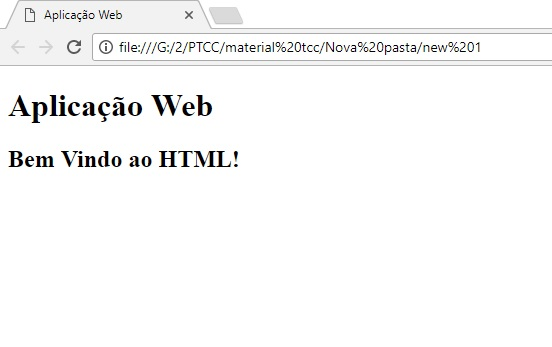 Aplicação Web
file:///G:/2/PTCC/material%20tcc/Nova%20pasta/new%201
Aplicação Web
Bem Vindo ao HTML!